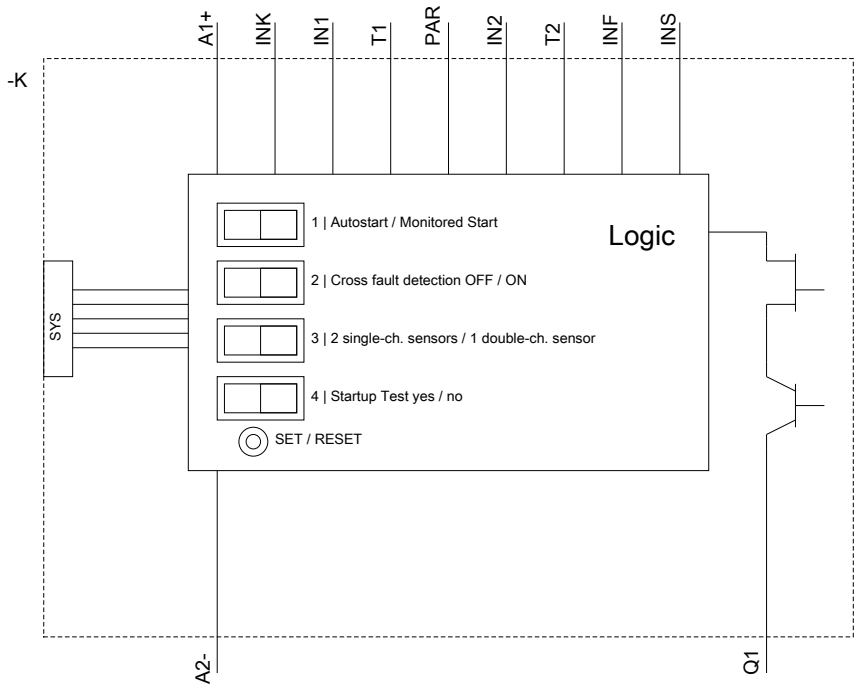 A1+
INK
IN1
T1
PAR
IN2
T2
INF
INS
-K
1 | Autostart / Monitored Start
Logic
2 | Cross fault detection OFF / ON
SYS
3 | 2 single-ch. sensors / 1 double-ch. sensor
4 | Startup Test yes / no
SET / RESET
A2-
Q1